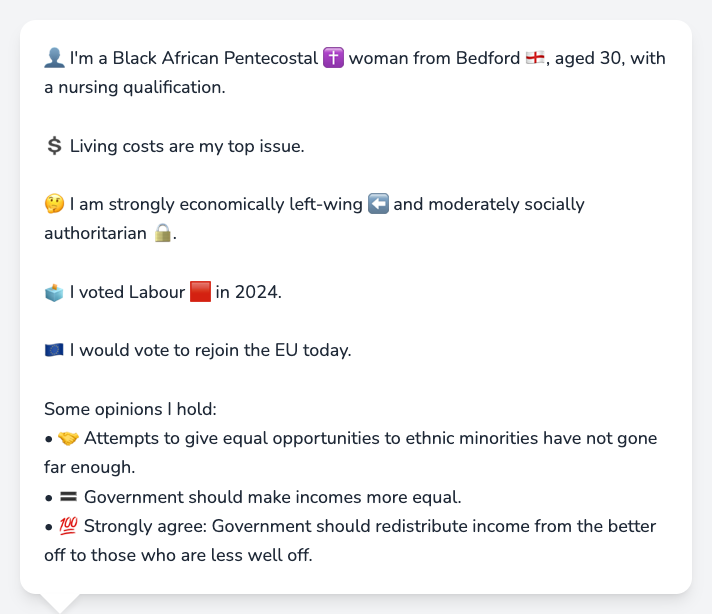 👤 I'm a Black African Pentecostal ✝️ woman from Bedford 🏴󠁧󠁢󠁥󠁮󠁧󠁿, aged 30, with
a nursing qualification.
💲 Living costs are my top issue.
🤔 I am strongly economically left-wing ⬅️ and moderately socially
authoritarian 🔒.
🗳️ I voted Labour 🟥 in 2024.
🇪🇺 I would vote to rejoin the EU today.
Some opinions I hold:
• 🤝 Attempts to give equal opportunities to ethnic minorities have not gone
far enough.
• 🟰 Government should make incomes more equal.
• 💯 Strongly agree: Government should redistribute income from the better
off to those who are less well off.